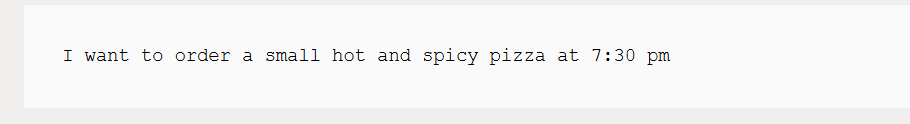 I want to order a small hot and spicy pizza at 7:30 pm